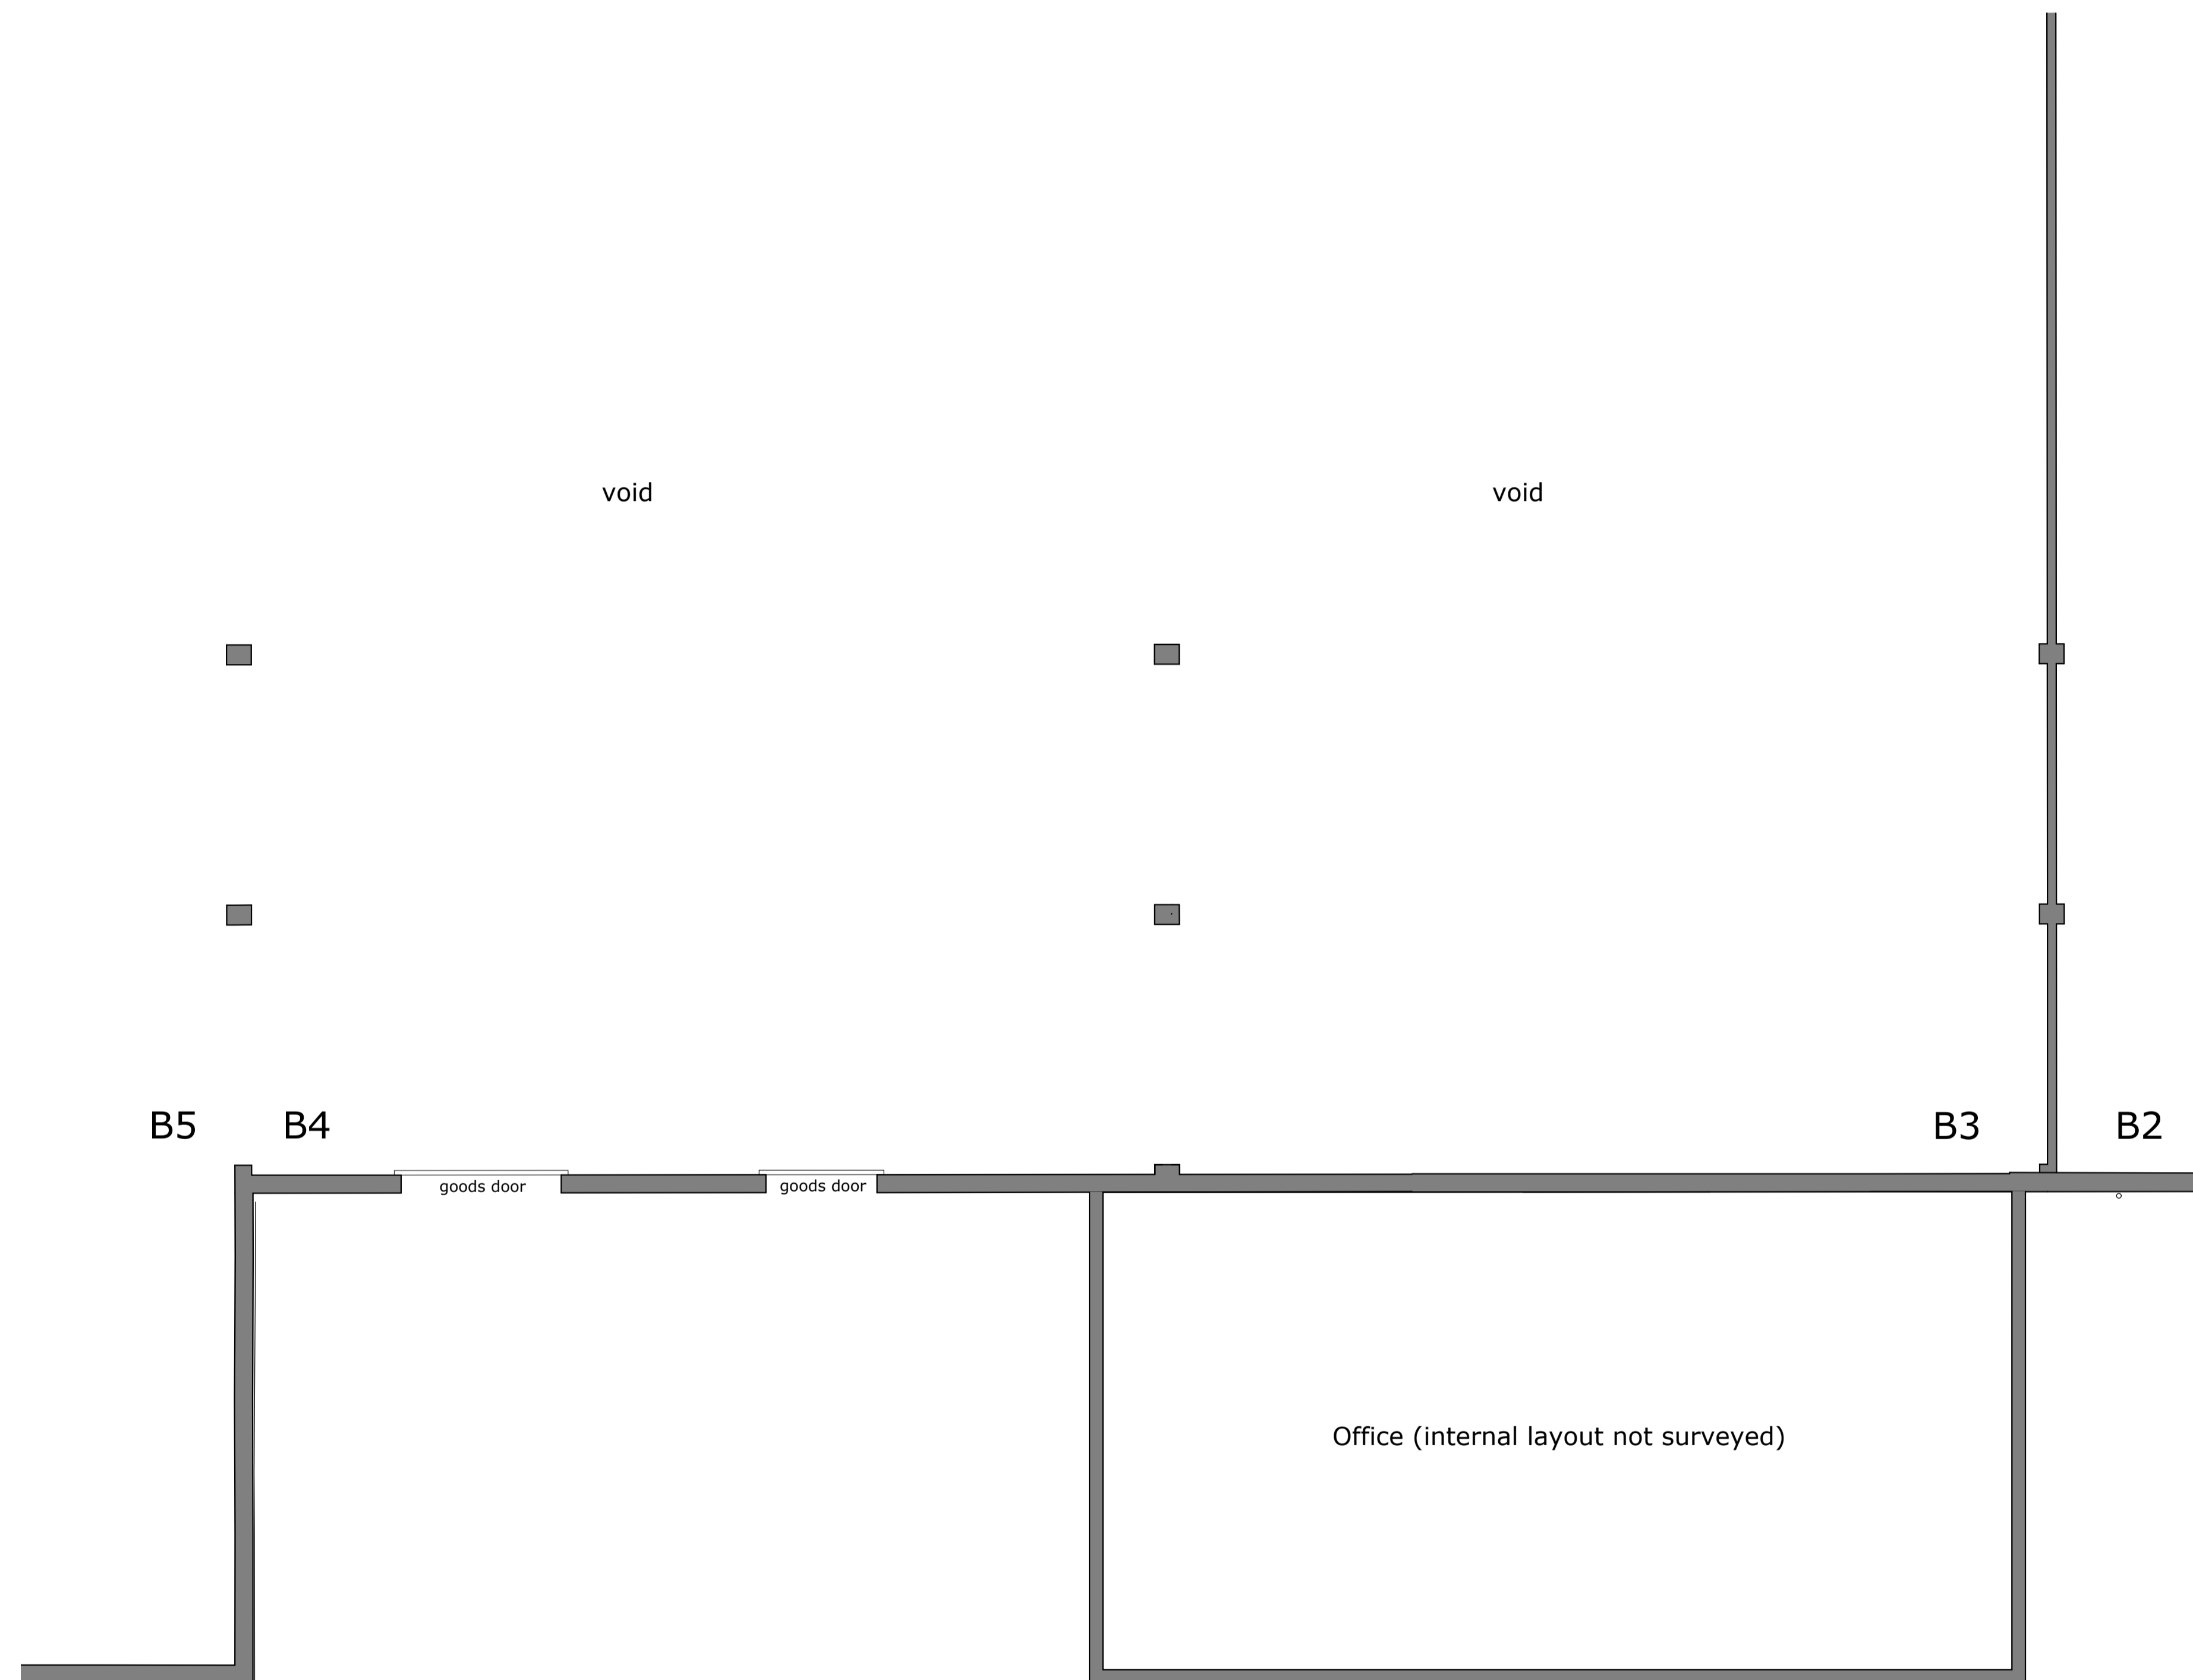 void
void
B5
B4
B3
B2
goods door
goods door
Office (internal layout not surveyed)